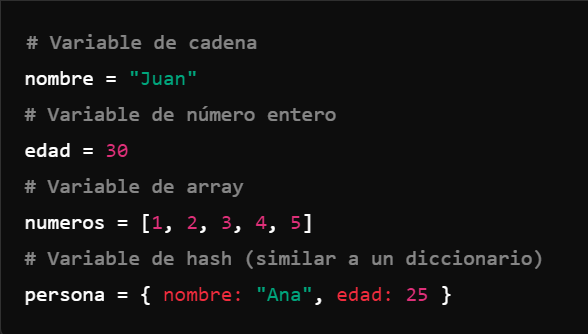 # Variable de cadena
nombre = "Juan"
# Variable de número entero
edad = 30
# Variable de array
numeros = [1, 2, 3, 4, 5]
# Variable de hash (similar a un diccionario)
persona = { nombre: "Ana", edad: 25 }